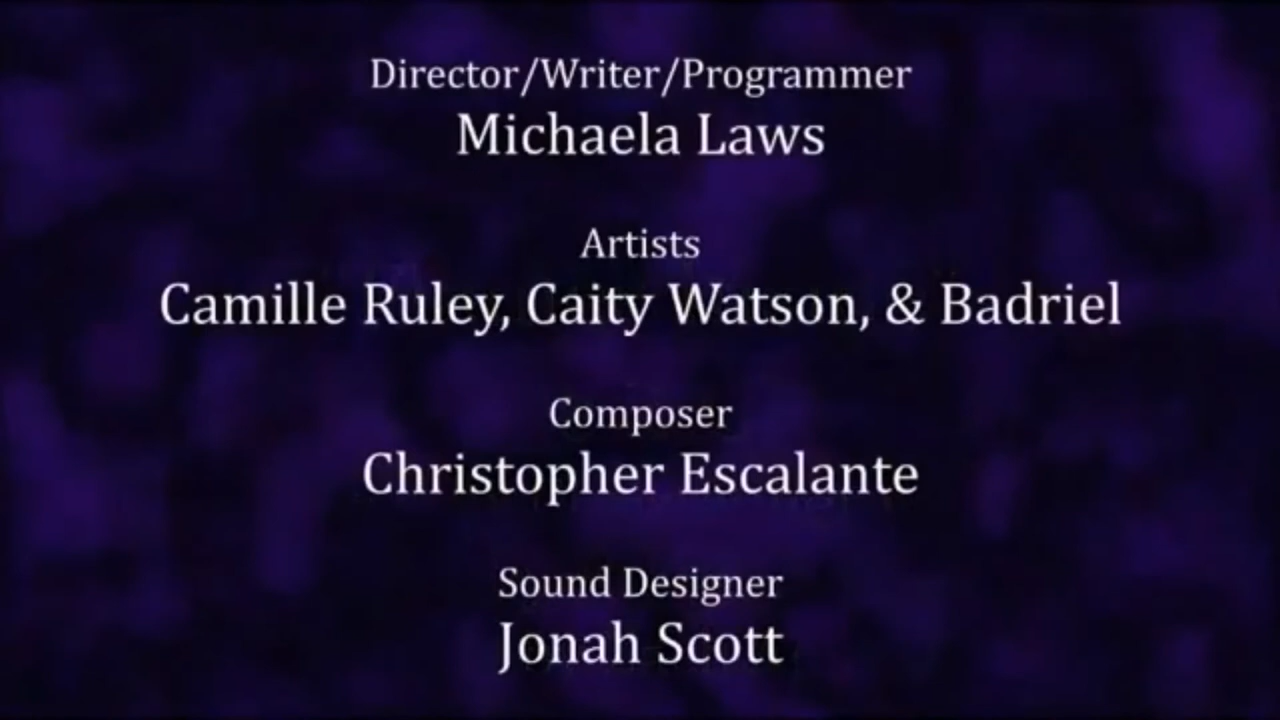 Director/Writer/Programmer
Michaela Laws
Artists
Camille Ruley, Caity Watson, & Badriel
Composer
Christopher Escalante
Sound Designer
Jonah Scott